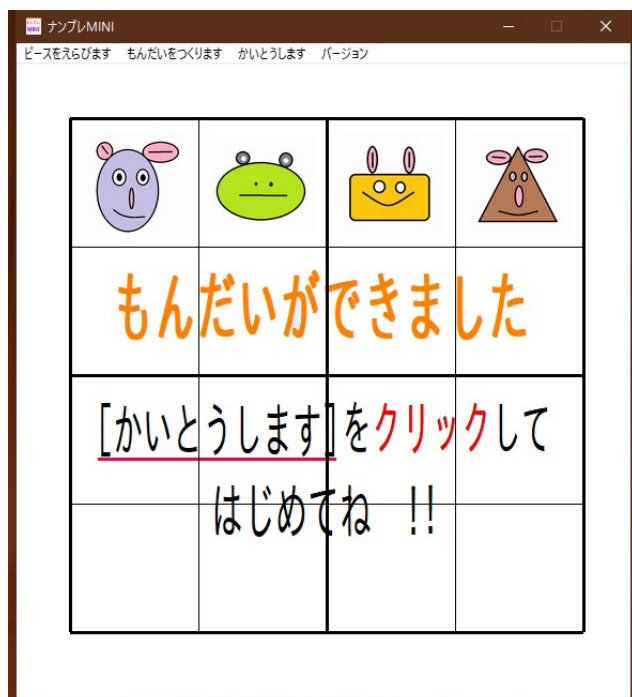 ナンプレMINI
ピースをえらびます もんだいをつくります かいとうします バージョン
もんだいができました
[かいとうします]をクリックして
はじめてね !!